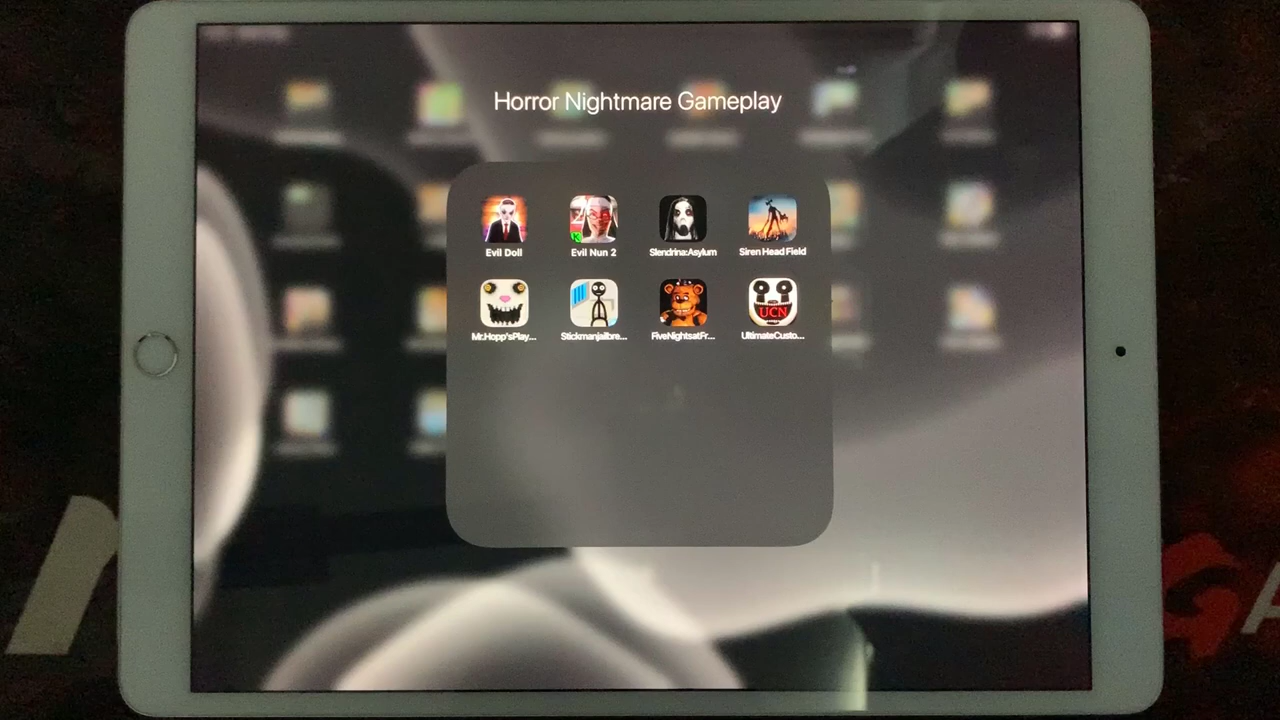 Horror Nightmare Gameplay
Evil Doll
Evil Nun 2
Slendrina:Asylum
Siren Head Field
Mr.Hopp'sPlay...
Stickmanjailbre...
FiveNightsatFr...
UltimateCusto...
UCN